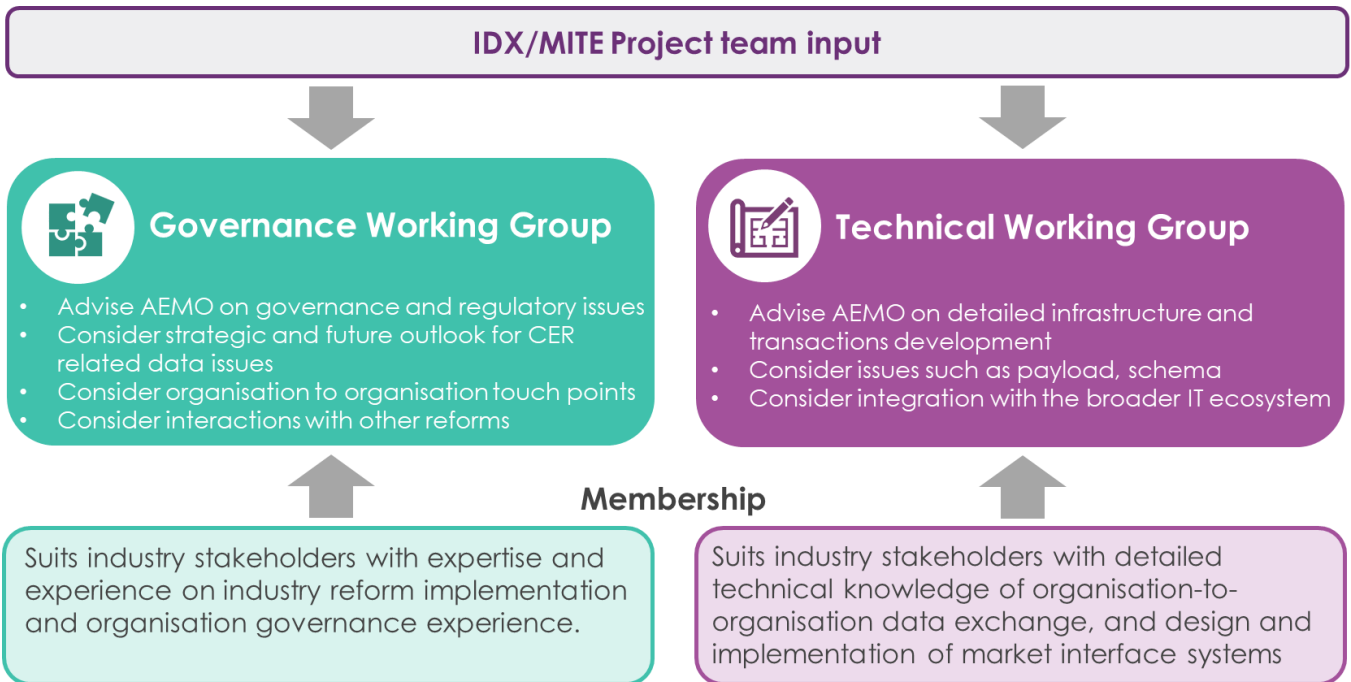 IDX/MITE Project team input
Governance Working Group
• Advise AEMO on governance and regulatory issues
• Consider strategic and future outlook for CER
related data issues
• Consider organisation to organisation touch points
• Consider interactions with other reforms
Technical Working Group
• Advise AEMO on detailed infrastructure and
transactions development
• Consider issues such as payload, schema
• Consider integration with the broader IT ecosystem
Membership
Suits industry stakeholders with expertise and
experience on industry reform implementation
and organisation governance experience.
Suits industry stakeholders with detailed
technical knowledge of organisation-to-
organisation data exchange, and design and
implementation of market interface systems